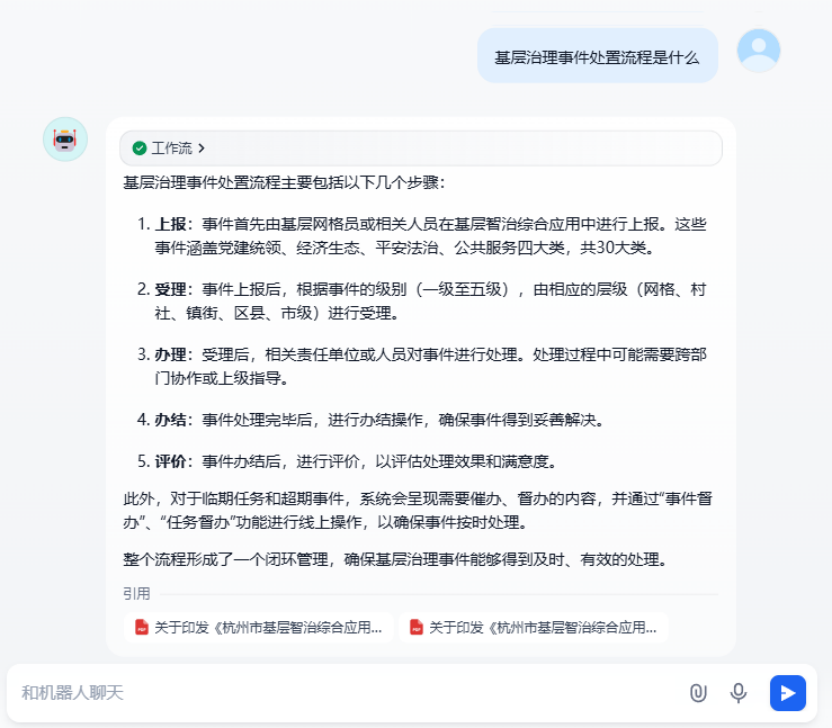 基层治理事件处置流程是什么
工作流
基层治理事件处置流程主要包括以下几个步骤：
1. 上报：事件首先由基层网格员或相关人员在基层智治综合应用中进行上报。这些
事件涵盖党建统领、经济生态、平安法治、公共服务四大类，共30大类。
2. 受理：事件上报后，根据事件的级别（一级至五级），由相应的层级（网格、村
社、镇街、区县、市级）进行受理。
3. 办理：受理后，相关责任单位或人员对事件进行处理。处理过程中可能需要跨部
门协作或上级指导。
4. 办结：事件处理完毕后，进行办结操作，确保事件得到妥善解决。
5. 评价：事件办结后，进行评价，以评估处理效果和满意度。
此外，对于临期任务和超期事件，系统会呈现需要催办、督办的内容，并通过“事件督
办”、“任务督办”功能进行线上操作，以确保事件按时处理。
整个流程形成了一个闭环管理，确保基层治理事件能够得到及时、有效的处理。
引用
关于印发《杭州市基层智治综合应用... 关于印发《杭州市基层智治综合应用...
和机器人聊天